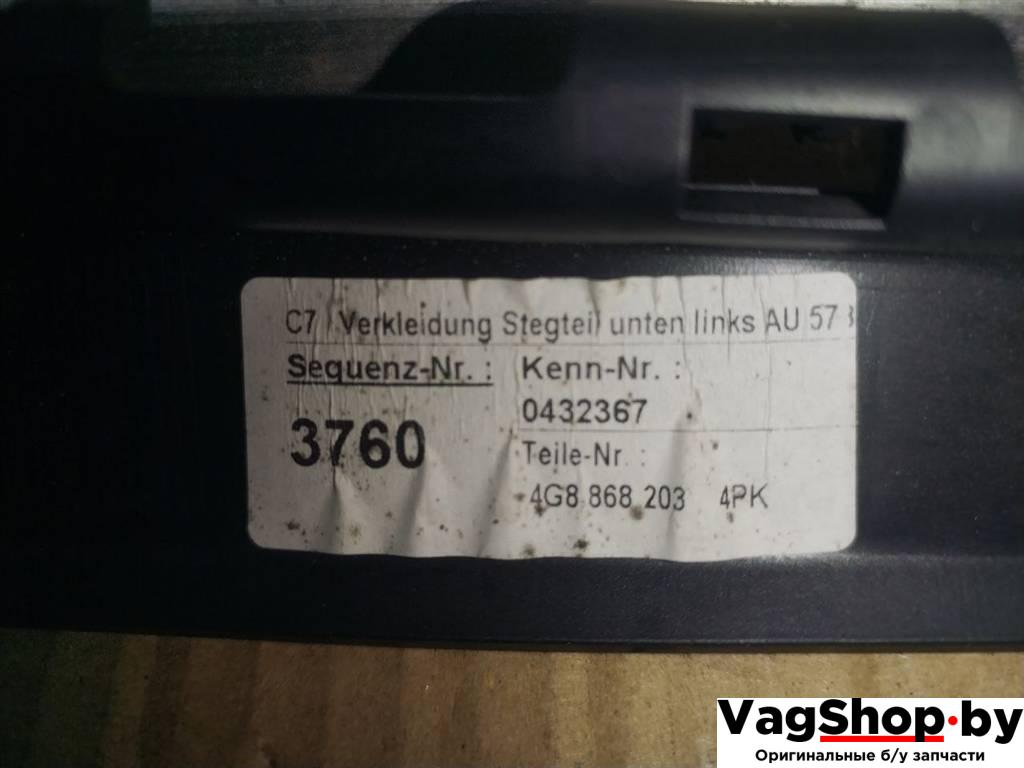 C7 / Verkleidung Stegteil unten links AU 57
Sequenz-Nr. : Kenn-Nr. :
0432367
3760
Teile-Nr. :
4G8 868 203 4PK
VagShop.by
Оригинальные б/у запчасти